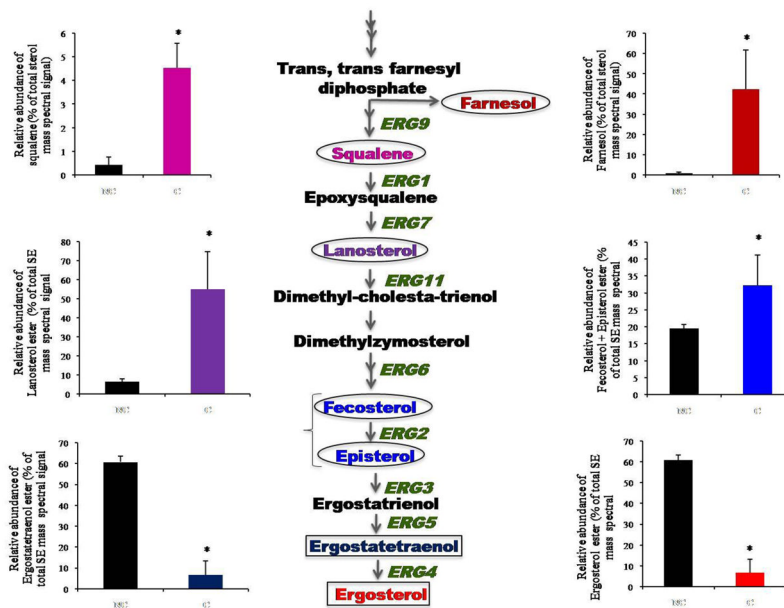 Relative abundance of
squalene (% of total sterol
mass spectral signal)
6
5
4
3
2
1
0
*
C
Relative abundance of
Lanosterol ester (% of total SE
mass spectral signal
80
70
60
50
40
30
20
10
0
*
C
Relative abundance of
Ergostatetraenol ester (% of
total SE mass spectral signal
70
60
50
40
30
20
10
0
*
C
Trans, trans farnesyl
diphosphate
Farnesol
ERG9
Squalene
ERG1
Epoxysqualene
ERG7
Lanosterol
ERG11
Dimethyl-cholesta-trienol
Dimethylzymosterol
ERG6
Fecosterol
ERG2
Episterol
ERG3
Ergostatrienol
ERG5
Ergostatetraenol
ERG4
Ergosterol
Relative abundance of
Farnesol (% of total sterol
mass spectral signal)
70
60
50
40
30
20
10
0
*
C
Relative abundance of
Fecosterol + Episterol ester (%
of total SE mass spectral
45
40
35
30
25
20
15
10
5
0
*
C
Relative abundance of
Ergosterol ester (% of total SE
mass spectral
70
60
50
40
30
20
10
0
*
C